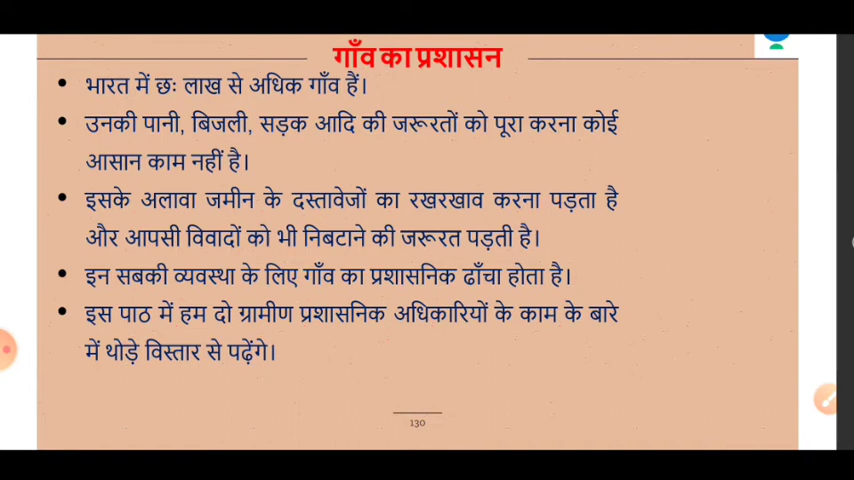 गाँव का प्रशासन
• भारत में छः लाख से अधिक गाँव हैं।
• उनकी पानी, बिजली, सड़क आदि की जरूरतों को पूरा करना कोई
आसान काम नहीं है।
• इसके अलावा जमीन के दस्तावेजों का रखरखाव करना पड़ता है
और आपसी विवादों को भी निबटाने की जरूरत पड़ती है।
• इन सबकी व्यवस्था के लिए गाँव का प्रशासनिक ढाँचा होता है।
• इस पाठ में हम दो ग्रामीण प्रशासनिक अधिकारियों के काम के बारे
में थोड़े विस्तार से पढ़ेंगे।
130